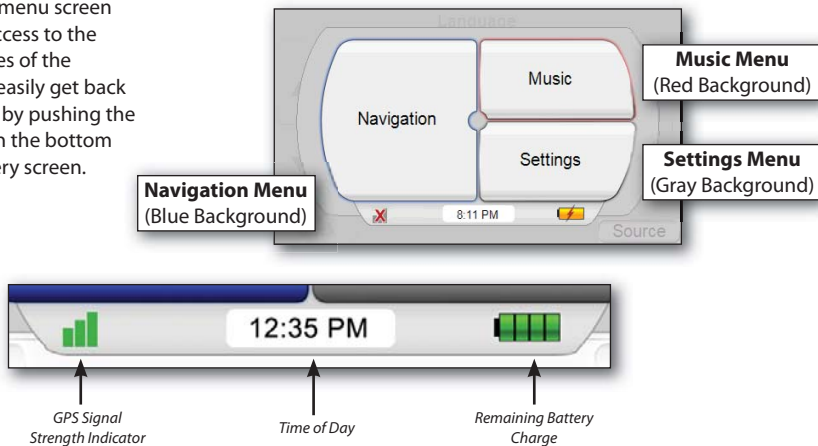 menu screen
ccess to the
es of the
easily get back
by pushing the
n the bottom
ery screen.
Language
Navigation
Music
Settings
8:11 PM
Source
Music Menu
(Red Background)
Settings Menu
(Gray Background)
Navigation Menu
(Blue Background)
12:35 PM
GPS Signal
Strength Indicator
Time of Day
Remaining Battery
Charge